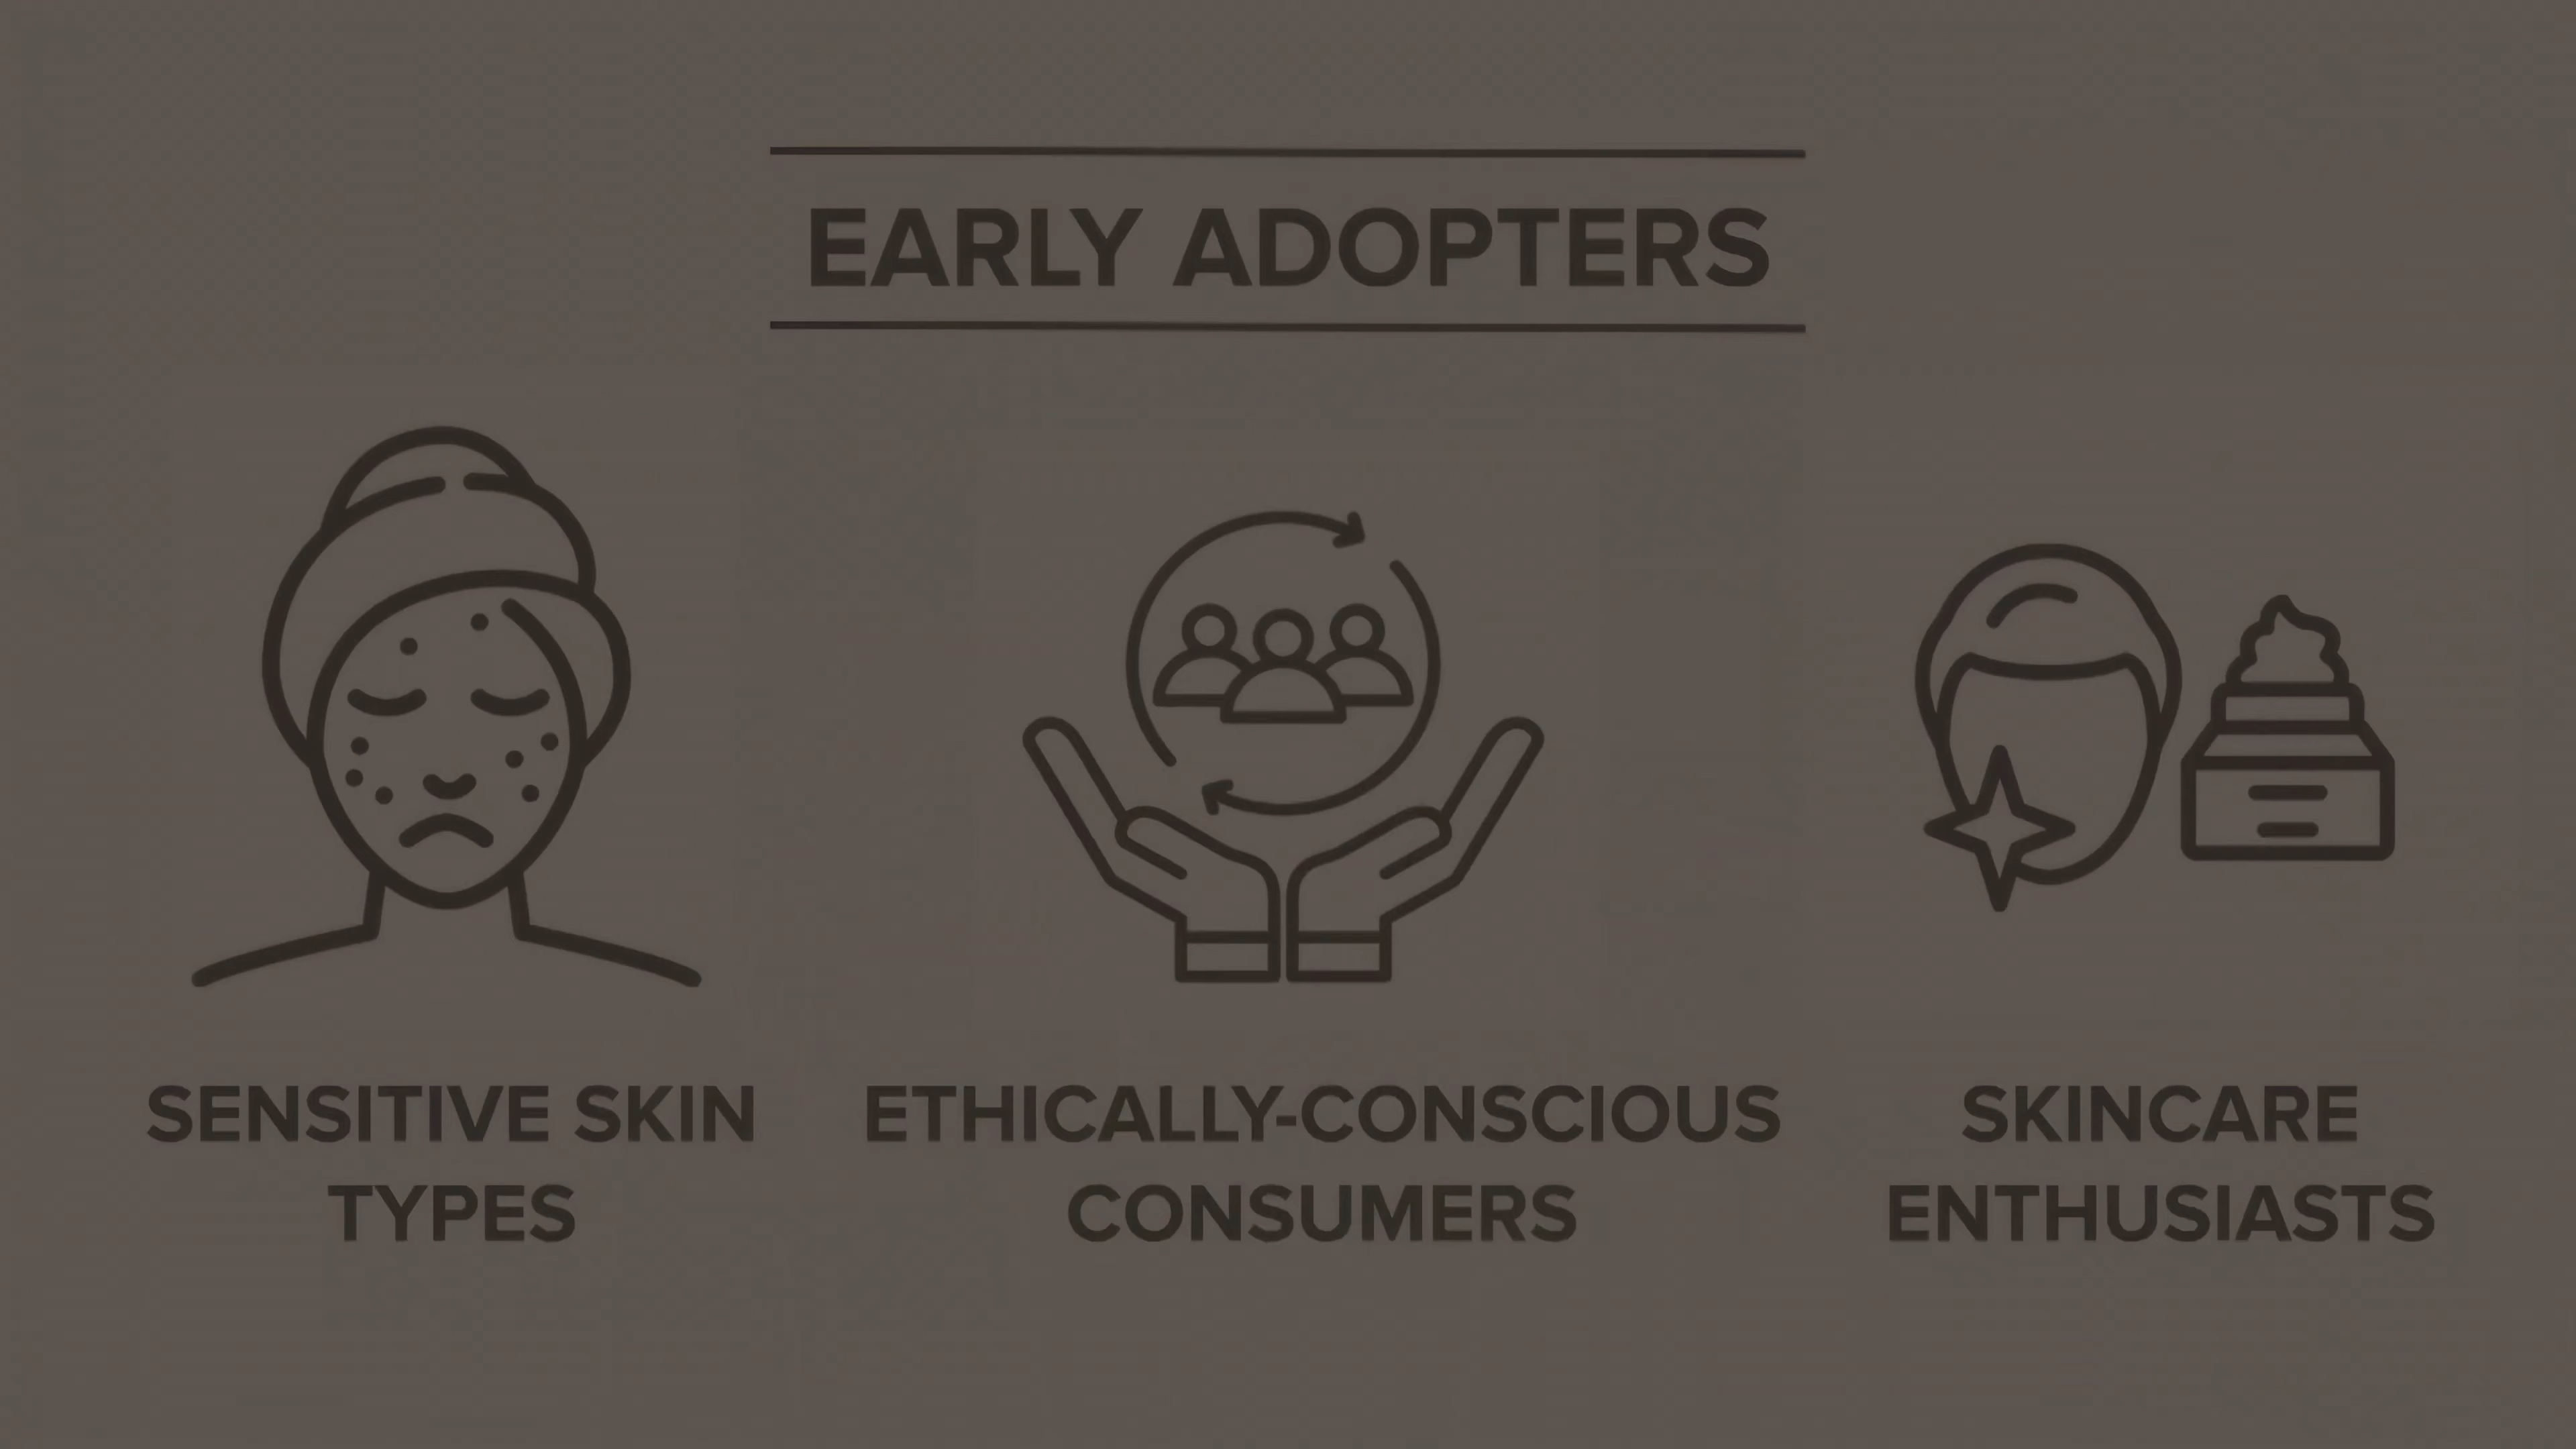 EARLY ADOPTERS
SENSITIVE SKIN
TYPES
ETHICALLY-CONSCIOUS
CONSUMERS
SKINCARE
ENTHUSIASTS